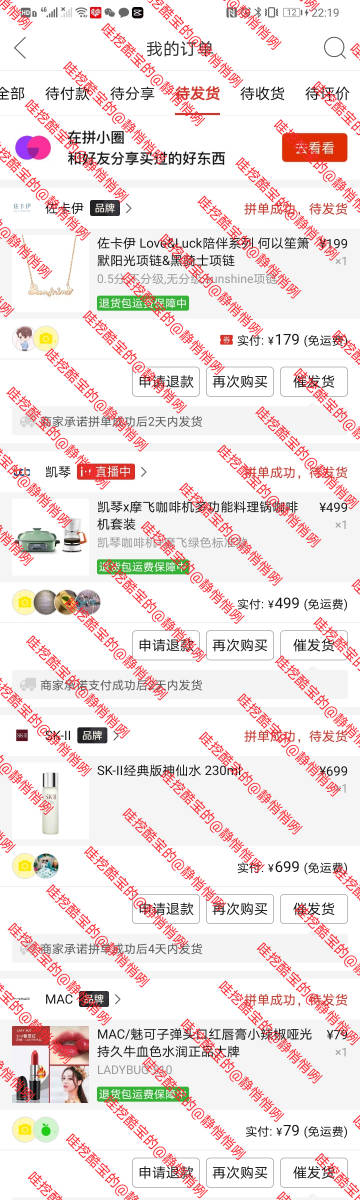 12 22:19
我的订单
全部 待付款 待分享 待发货 待收货 待评价
在拼小圈
和好友分享买过的好东西
去看看
佐卡伊 品牌
拼单成功，待发货
佐卡伊 Love&Luck陪伴系列 何以笙箫
默阳光项链&黑骑士项链
¥199
×1
0.5分,不分级,无分级,Sunshine项链
退货包运费保障中
券 实付: ¥179 (免运费)
申请退款 再次购买 催发货
商家承诺拼单成功后2天内发货
凯琴 直播中
拼单成功，待发货
凯琴x摩飞咖啡机多功能料理锅咖啡
机套装
¥499
×1
退货包运费保障中
实付: ¥499 (免运费)
申请退款 再次购买 催发货
商家承诺支付成功后2天内发货
SK-II 品牌
拼单成功，待发货
SK-II经典版神仙水 230ml
¥699
×1
实付: ¥699 (免运费)
申请退款 再次购买 催发货
商家承诺拼单成功后4天内发货
MAC 品牌
拼单成功，待发货
MAC/魅可子弹头口红唇膏小辣椒哑光
持久牛血色水润正品大牌
¥79
×1
退货包运费保障中
实付: ¥79 (免运费)
申请退款 再次购买 催发货
哇挖酷宝的@静悄悄咧